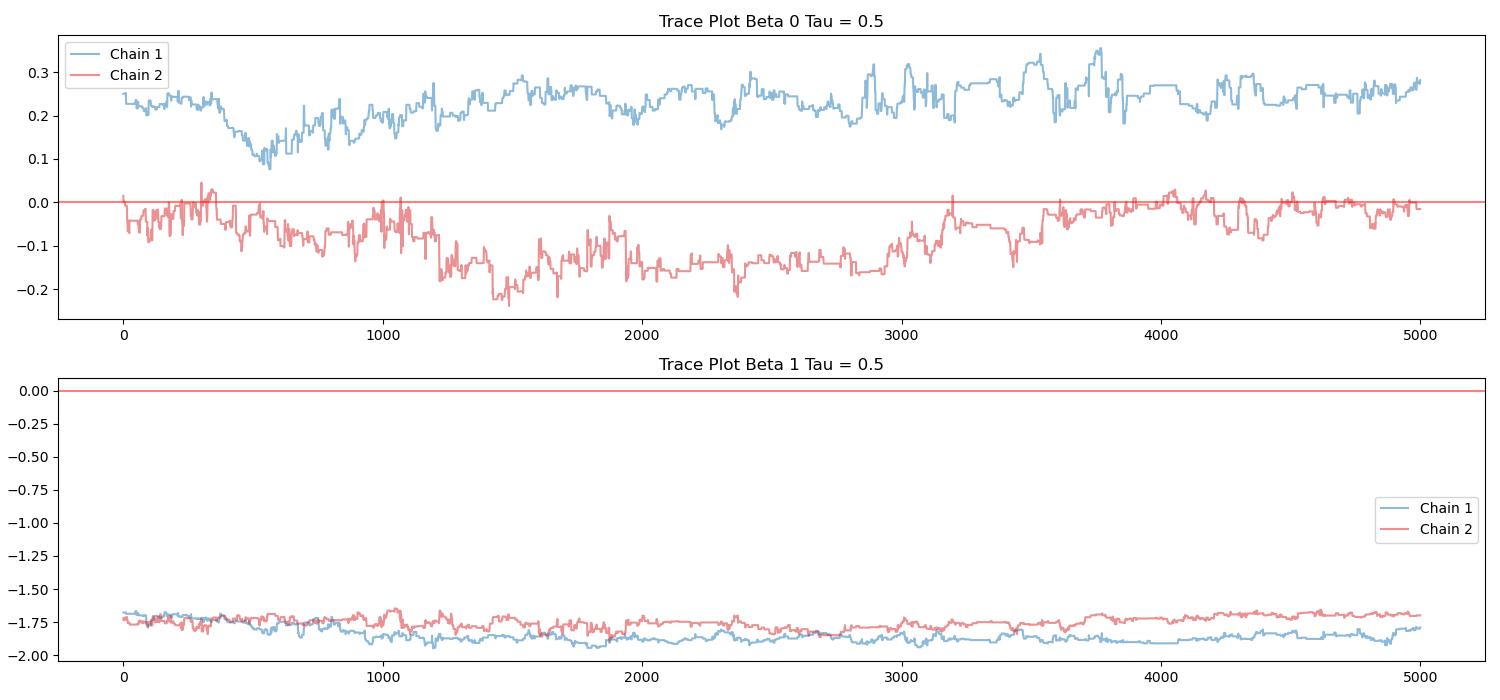 Trace Plot Beta 0 Tau = 0.5
Chain 1
Chain 2
0.3
0.2
0.1
0.0
−0.1
−0.2
0 1000 2000 3000 4000 5000
Trace Plot Beta 1 Tau = 0.5
0.00
−0.25
−0.50
−0.75
−1.00
−1.25
−1.50
−1.75
−2.00
Chain 1
Chain 2
0 1000 2000 3000 4000 5000